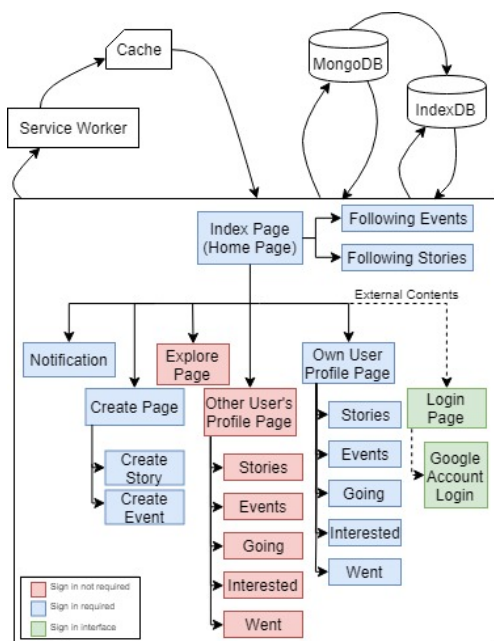 Cache
MongoDB
IndexDB
Service Worker
Index Page
(Home Page)
Following Events
Following Stories
External Contents
Notification
Explore
Page
Own User
Profile Page
Create Page
Other User's
Profile Page
Login
Page
Create
Story
Create
Event
Stories
Events
Going
Interested
Went
Stories
Events
Going
Interested
Went
Google
Account
Login
Sign in not required
Sign in required
Sign in interface